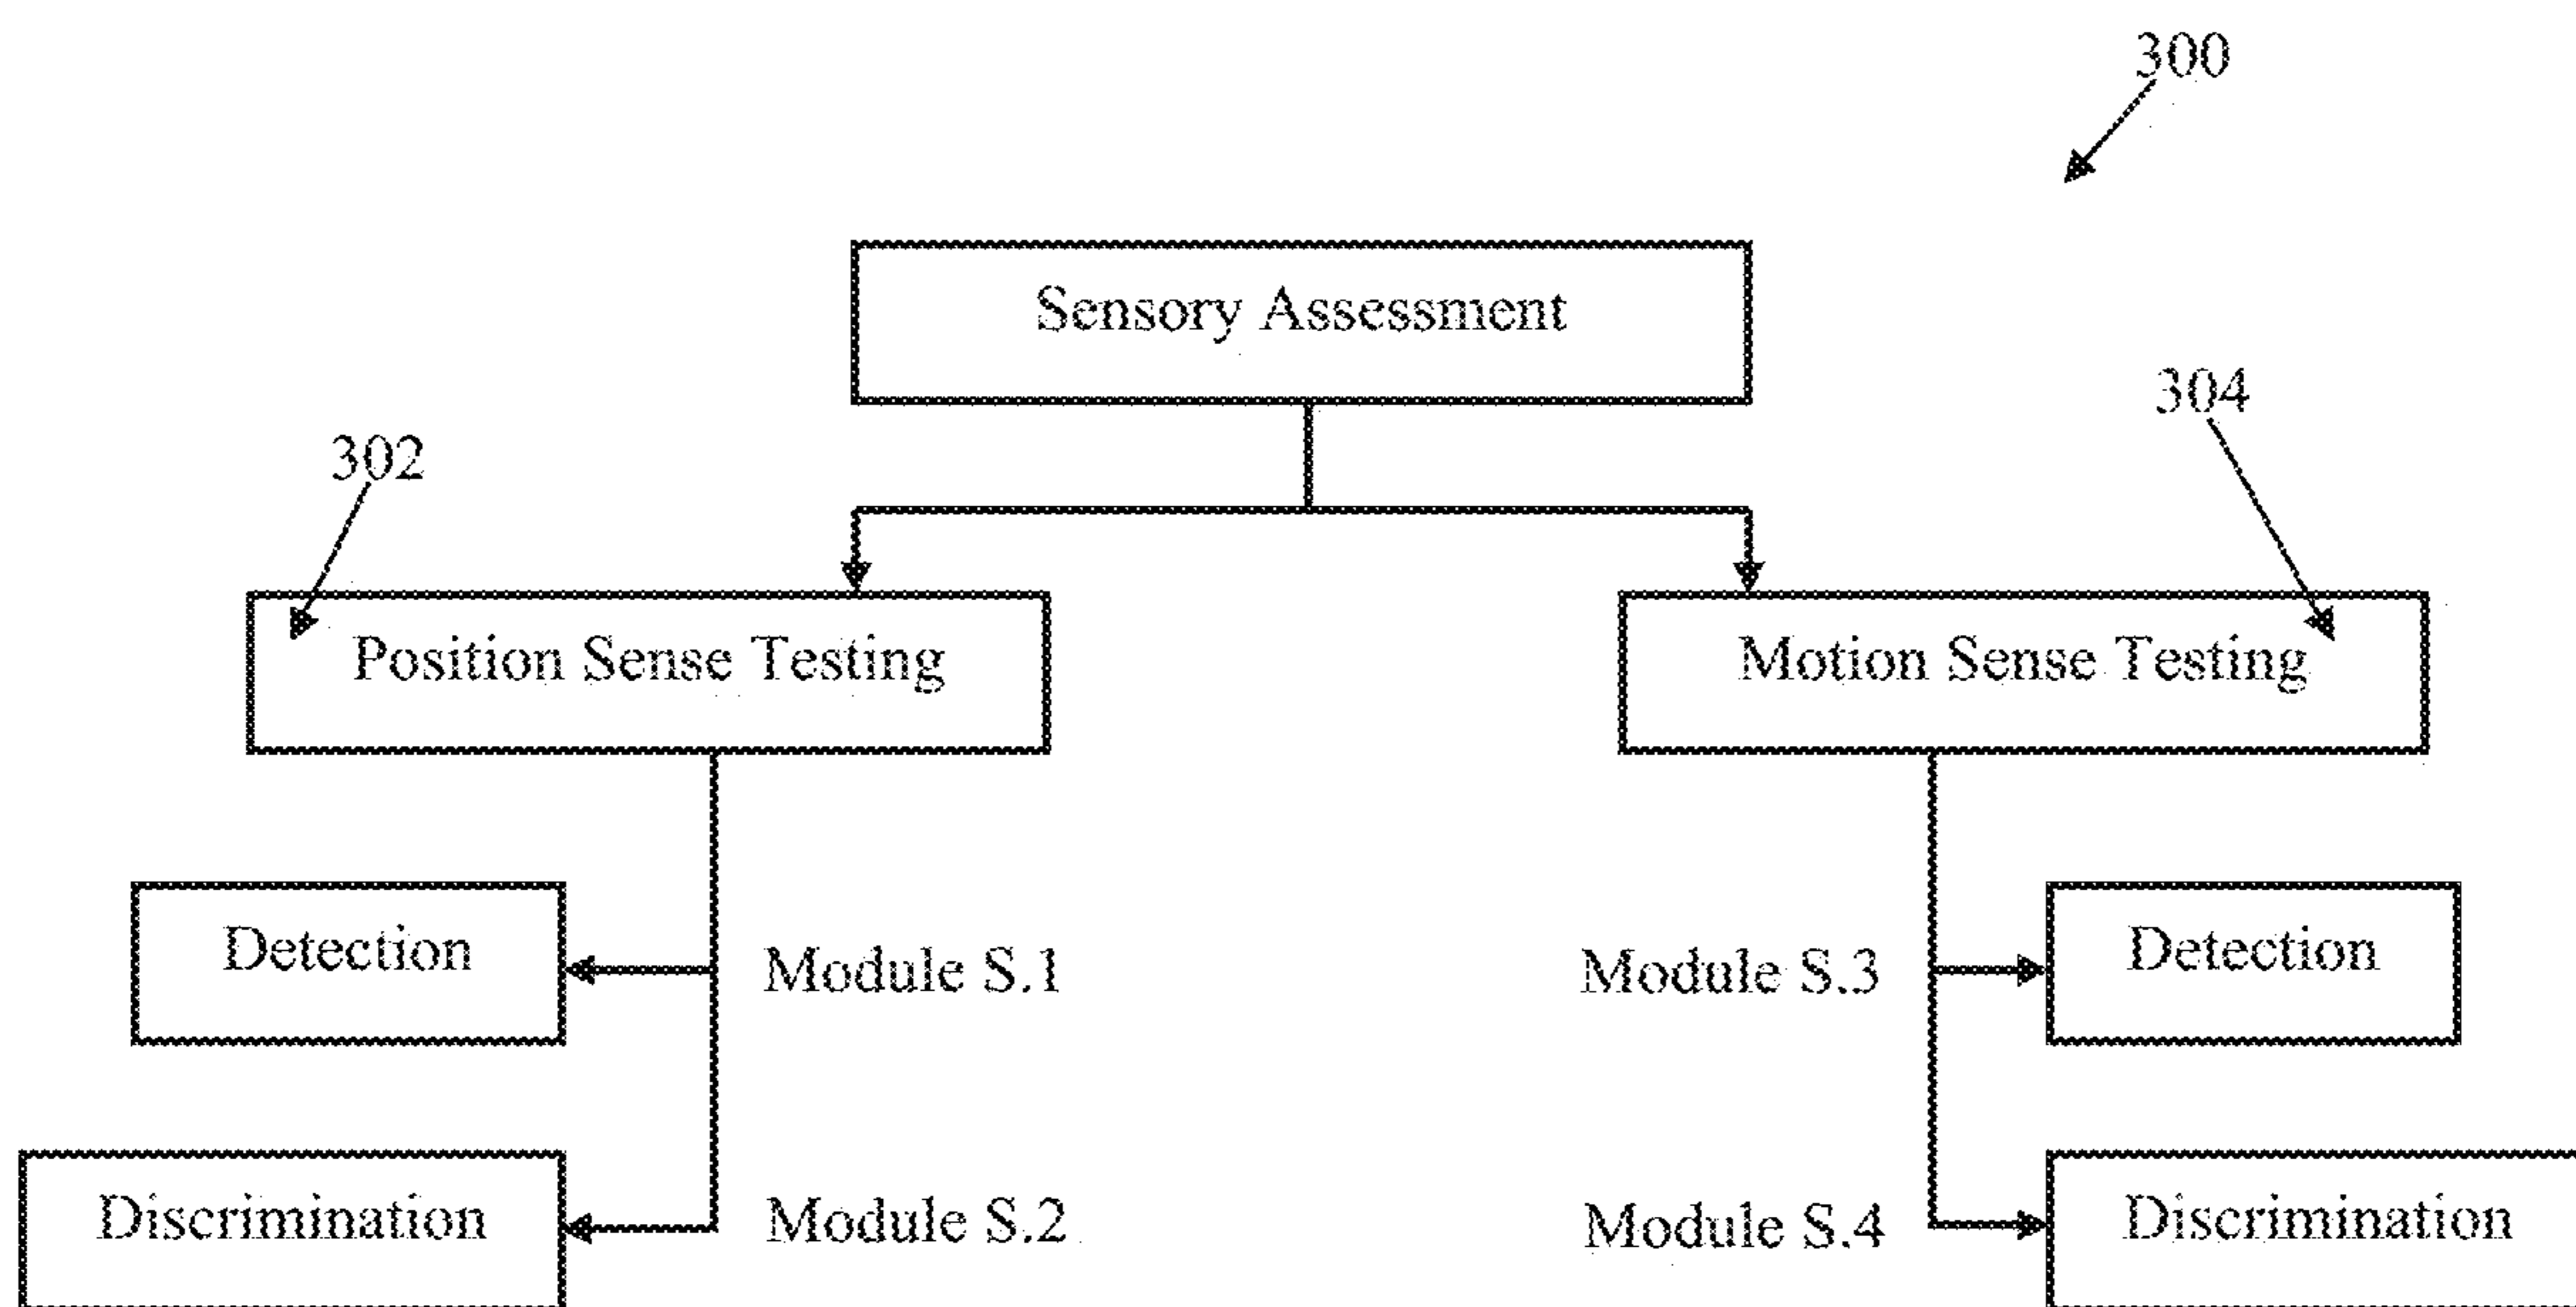 300
Sensory Assessment
304
302
Position Sense Testing
Motion Sense Testing
Detection
Module S.1
Module S.3
Detection
Discrimination
Module S.2
Module S.4
Discrimination